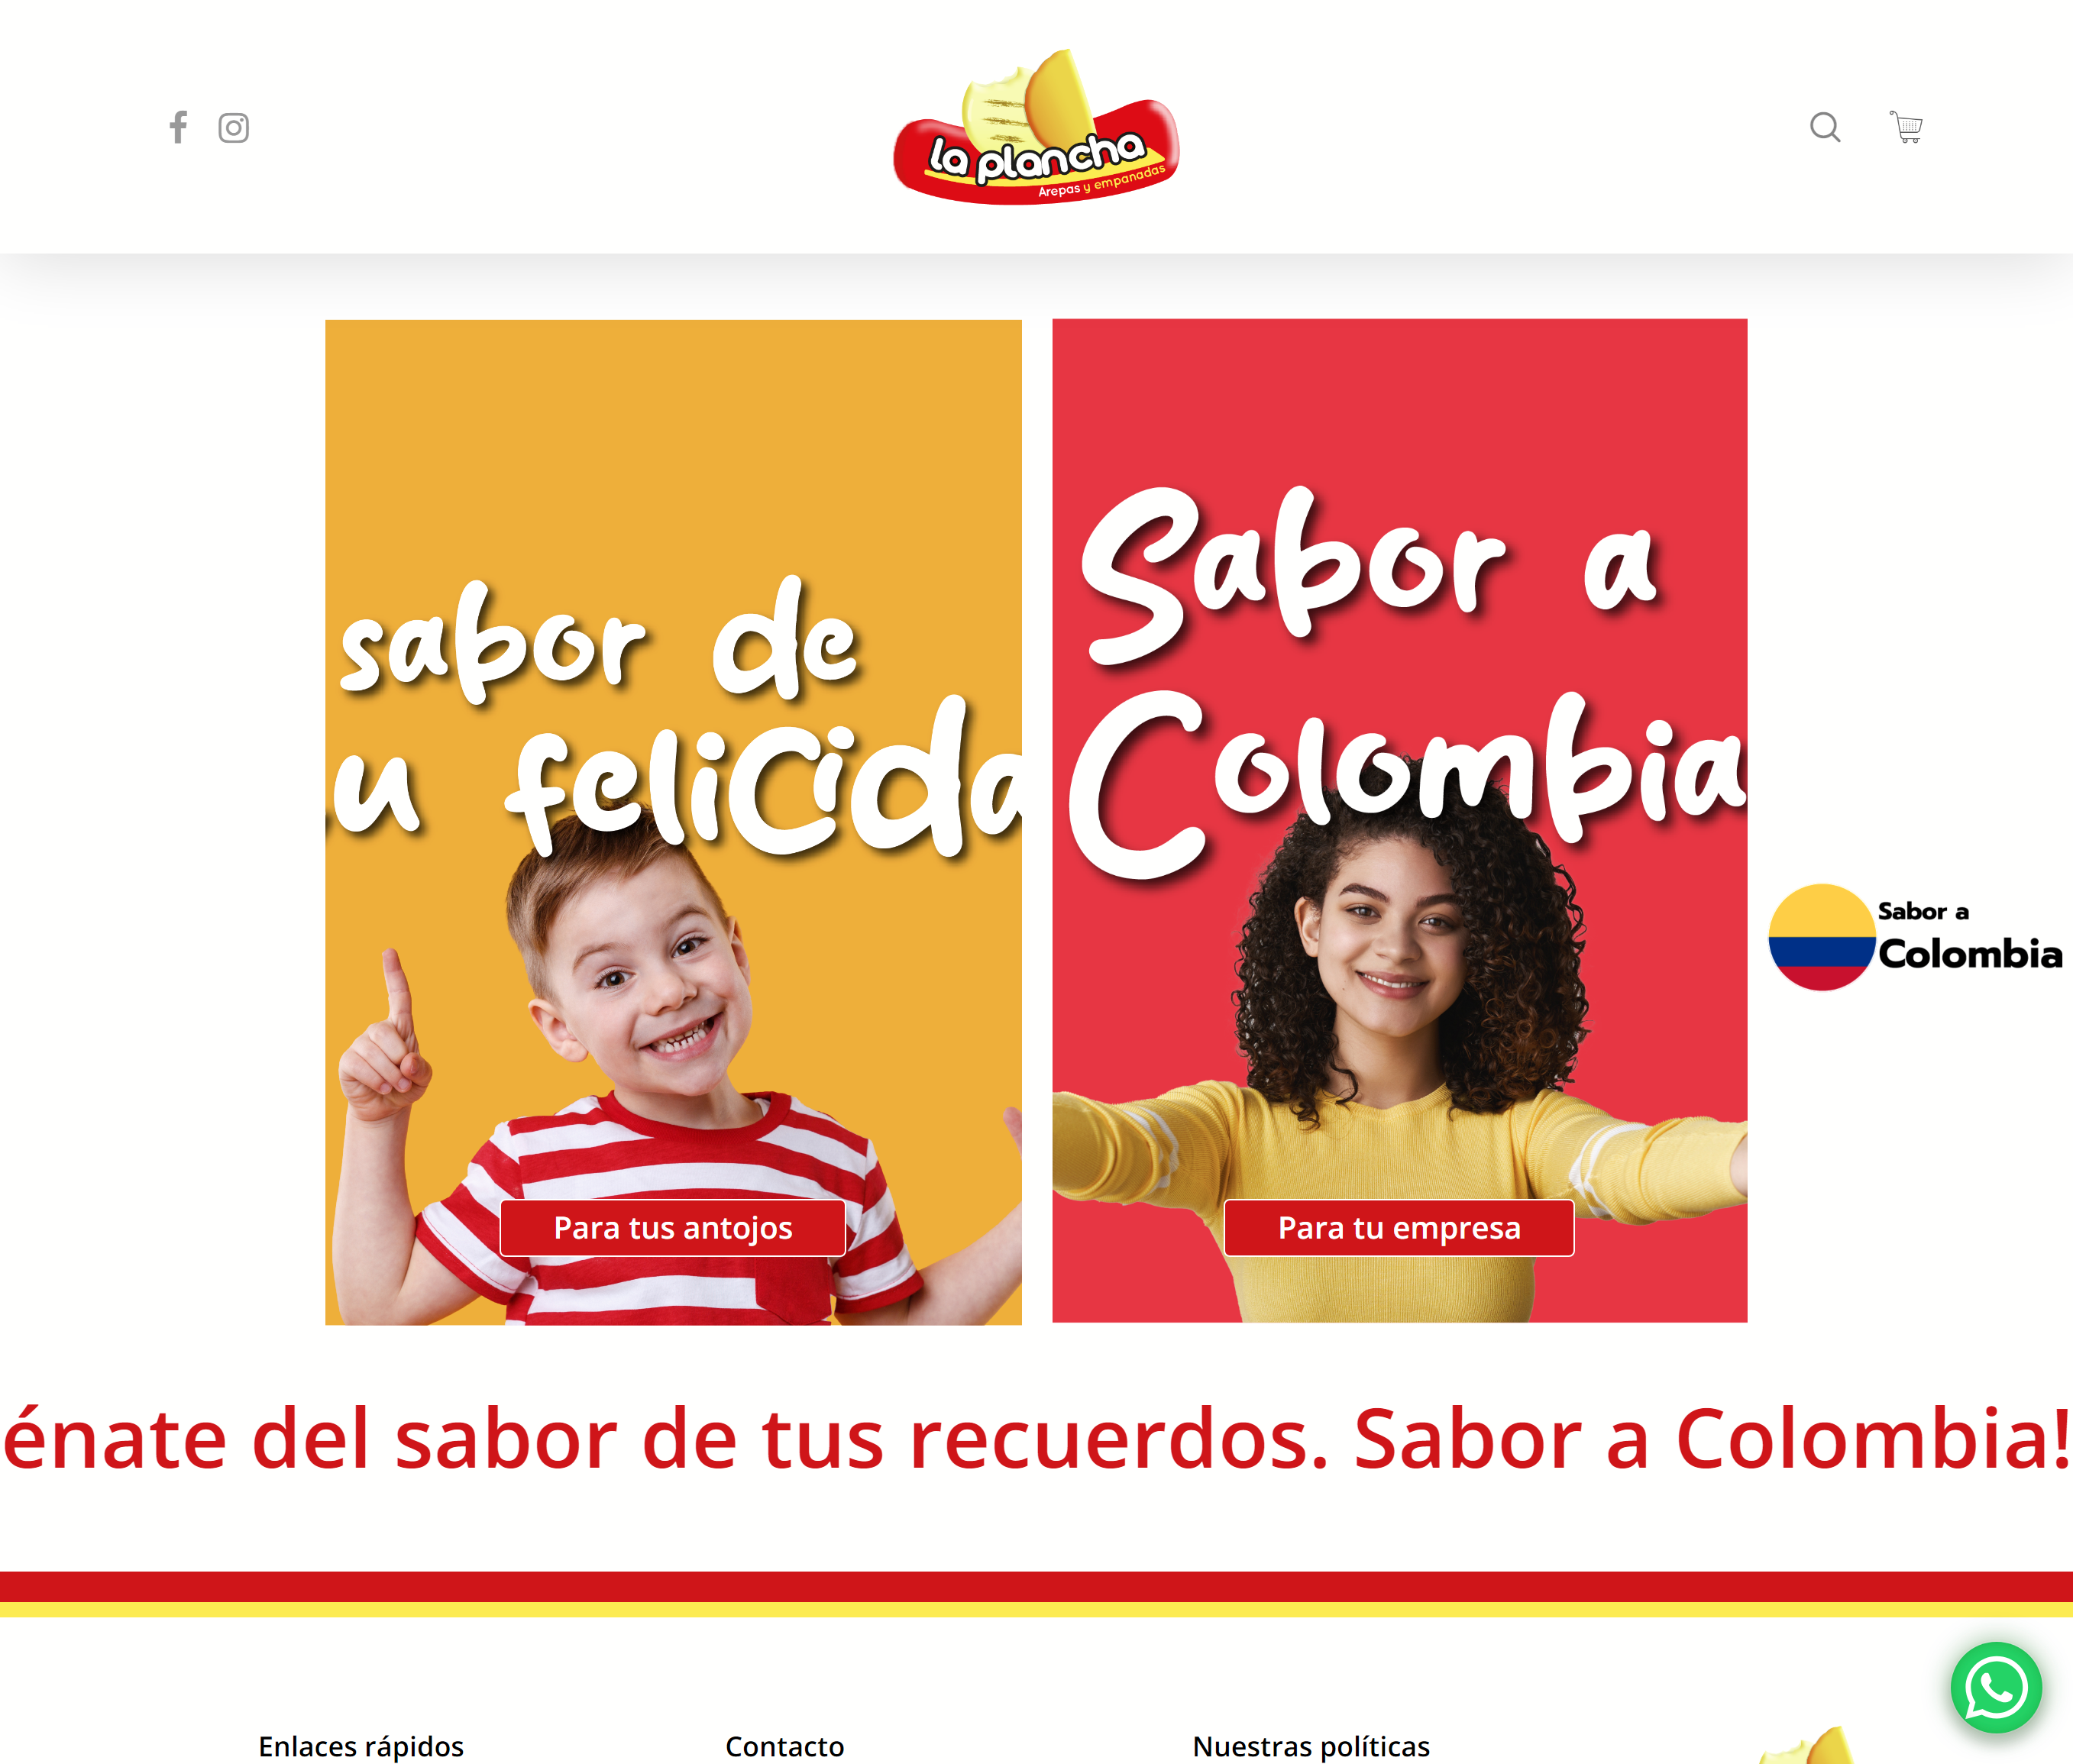 la plancha
Arepas y empanadas
sabor de
u felicida
Sabor a
Colombia
Sabor a
Colombia
Para tus antojos
Para tu empresa
énate del sabor de tus recuerdos. Sabor a Colombia!
Enlaces rápidos
Contacto
Nuestras políticas